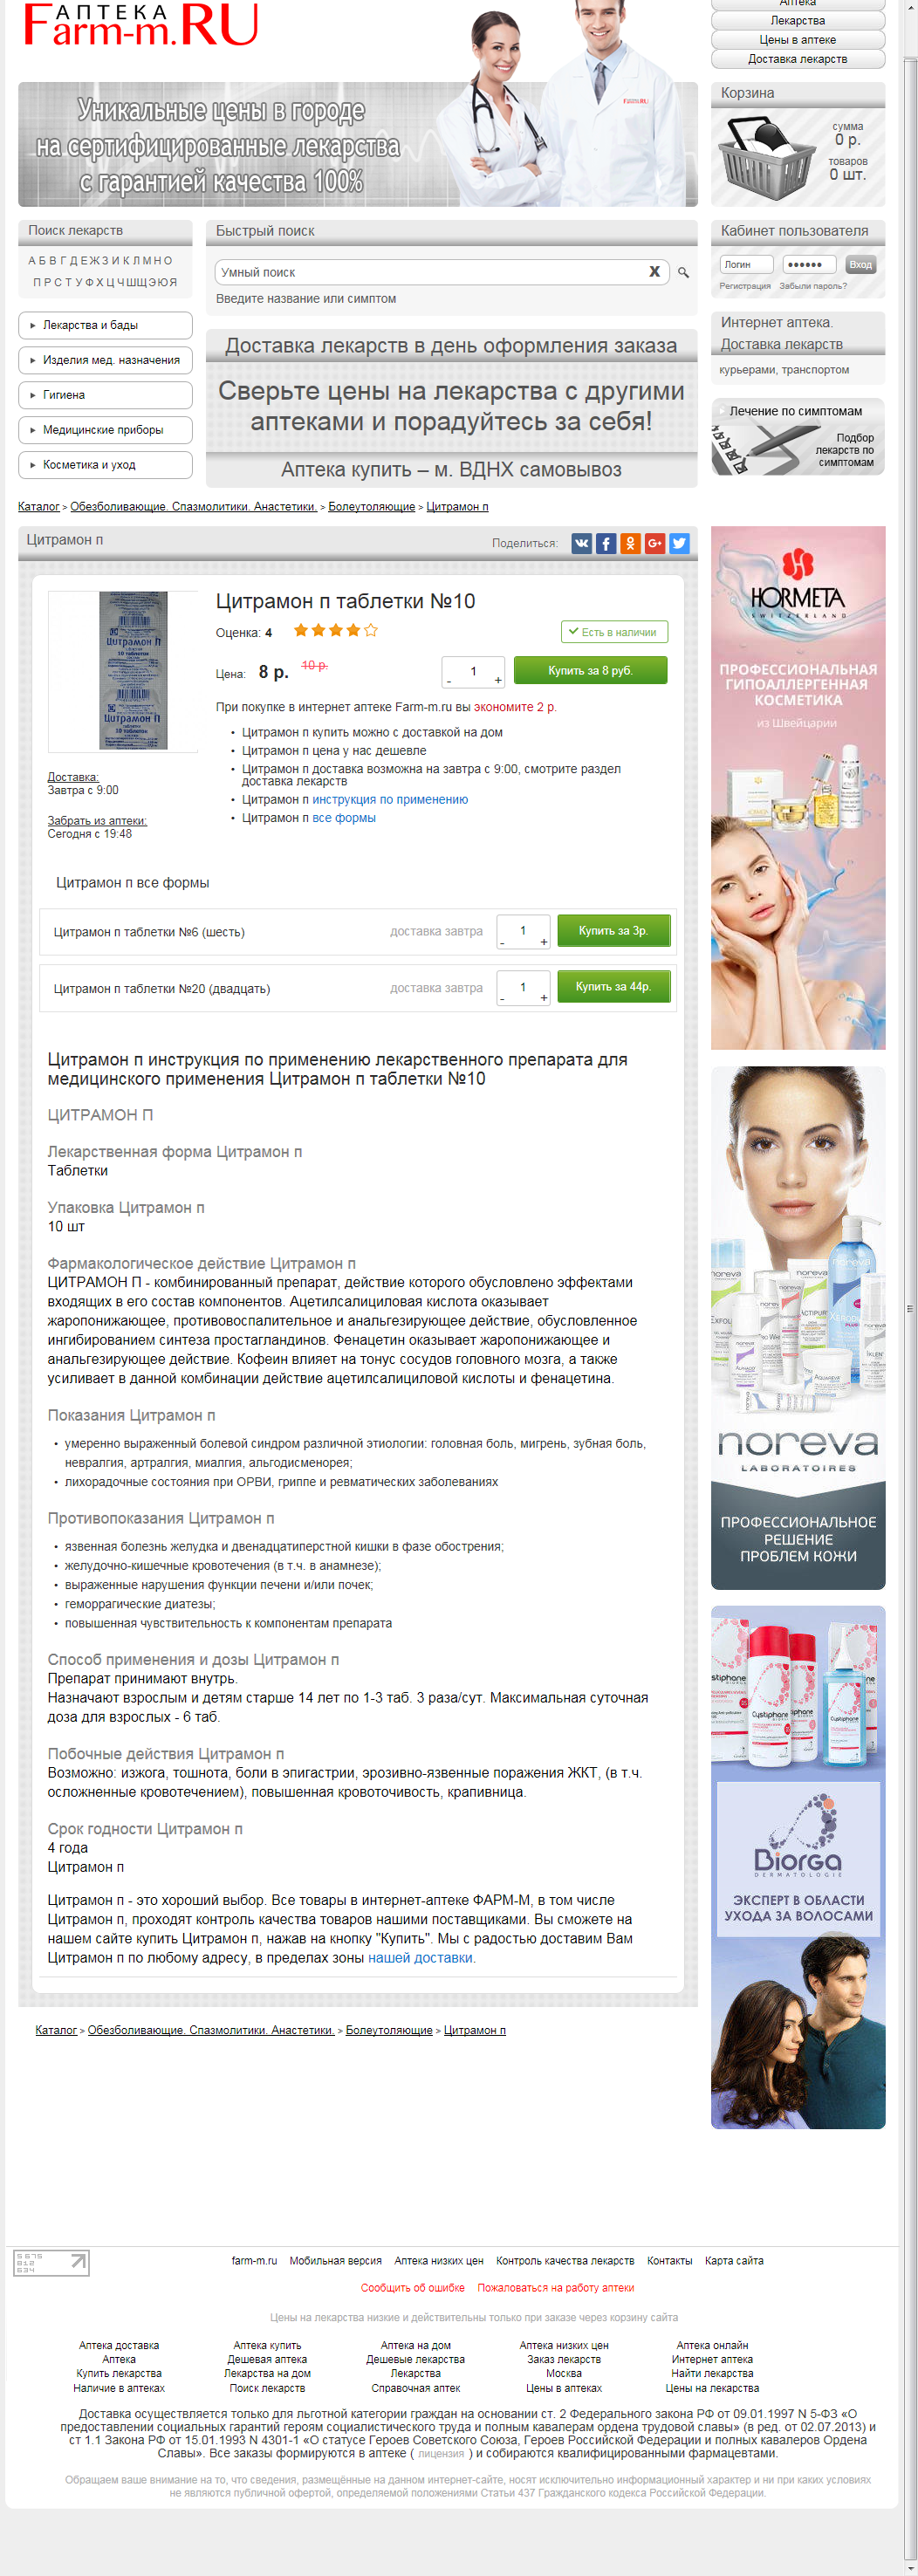 АПТЕКА
Farm-m.RU
Аптека
Лекарства
Цены в аптеке
Доставка лекарств
Уникальные цены в городе
на сертифицированные лекарства
с гарантией качества 100%
Корзина
сумма
0 р.
товаров
0 шт.
Поиск лекарств
А Б В Г Д Е Ж З И К Л М Н О
П Р С Т У Ф Х Ц Ч Ш Щ Э Ю Я
Быстрый поиск
Умный поиск X
Введите название или симптом
Кабинет пользователя
Логин •••••• Вход
Регистрация Забыли пароль?
Лекарства и бады
Изделия мед. назначения
Гигиена
Медицинские приборы
Косметика и уход
Доставка лекарств в день оформления заказа
Сверьте цены на лекарства с другими
аптеками и порадуйтесь за себя!
Аптека купить – м. ВДНХ самовывоз
Интернет аптека.
Доставка лекарств
курьерами, транспортом
Лечение по симптомам
Подбор
лекарств по
симптомам
Каталог > Обезболивающие. Спазмолитики. Анастетики. > Болеутоляющие > Цитрамон п
Цитрамон п
Поделиться:
Цитрамон п таблетки №10
Оценка: 4
Есть в наличии
Цена: 8 р. 10 р.
- 1 +
Купить за 8 руб.
При покупке в интернет аптеке Farm-m.ru вы экономите 2 р.
• Цитрамон п купить можно с доставкой на дом
• Цитрамон п цена у нас дешевле
• Цитрамон п доставка возможна на завтра с 9:00, смотрите раздел
доставка лекарств
• Цитрамон п инструкция по применению
• Цитрамон п все формы
Цитрамон П
10 таблеток
Цитрамон П
Доставка:
Завтра с 9:00
Забрать из аптеки:
Сегодня с 19:48
Цитрамон п все формы
Цитрамон п таблетки №6 (шесть) доставка завтра - 1 + Купить за 3р.
Цитрамон п таблетки №20 (двадцать) доставка завтра - 1 + Купить за 44р.
Цитрамон п инструкция по применению лекарственного препарата для
медицинского применения Цитрамон п таблетки №10
ЦИТРАМОН П
Лекарственная форма Цитрамон п
Таблетки
Упаковка Цитрамон п
10 шт
Фармакологическое действие Цитрамон п
ЦИТРАМОН П - комбинированный препарат, действие которого обусловлено эффектами
входящих в его состав компонентов. Ацетилсалициловая кислота оказывает
жаропонижающее, противовоспалительное и анальгезирующее действие, обусловленное
ингибированием синтеза простагландинов. Фенацетин оказывает жаропонижающее и
анальгезирующее действие. Кофеин влияет на тонус сосудов головного мозга, а также
усиливает в данной комбинации действие ацетилсалициловой кислоты и фенацетина.
Показания Цитрамон п
• умеренно выраженный болевой синдром различной этиологии: головная боль, мигрень, зубная боль,
невралгия, артралгия, миалгия, альгодисменорея;
• лихорадочные состояния при ОРВИ, гриппе и ревматических заболеваниях
Противопоказания Цитрамон п
• язвенная болезнь желудка и двенадцатиперстной кишки в фазе обострения;
• желудочно-кишечные кровотечения (в т.ч. в анамнезе);
• выраженные нарушения функции печени и/или почек;
• геморрагические диатезы;
• повышенная чувствительность к компонентам препарата
Способ применения и дозы Цитрамон п
Препарат принимают внутрь.
Назначают взрослым и детям старше 14 лет по 1-3 таб. 3 раза/сут. Максимальная суточная
доза для взрослых - 6 таб.
Побочные действия Цитрамон п
Возможно: изжога, тошнота, боли в эпигастрии, эрозивно-язвенные поражения ЖКТ, (в т.ч.
осложненные кровотечением), повышенная кровоточивость, крапивница.
Срок годности Цитрамон п
4 года
Цитрамон п
Цитрамон п - это хороший выбор. Все товары в интернет-аптеке ФАРМ-М, в том числе
Цитрамон п, проходят контроль качества товаров нашими поставщиками. Вы сможете на
нашем сайте купить Цитрамон п, нажав на кнопку "Купить". Мы с радостью доставим Вам
Цитрамон п по любому адресу, в пределах зоны нашей доставки.
Каталог > Обезболивающие. Спазмолитики. Анастетики. > Болеутоляющие > Цитрамон п
HORMETA
SWITZERLAND
ПРОФЕССИОНАЛЬНАЯ
ГИПОАЛЛЕРГЕННАЯ
КОСМЕТИКА
из Швейцарии
noreva
LABORATOIRES
ПРОФЕССИОНАЛЬНОЕ
РЕШЕНИЕ
ПРОБЛЕМ КОЖИ
Cystiphane
Biorga
DERMATOLOGIE
ЭКСПЕРТ В ОБЛАСТИ
УХОДА ЗА ВОЛОСАМИ
farm-m.ru Мобильная версия Аптека низких цен Контроль качества лекарств Контакты Карта сайта
Сообщить об ошибке Пожаловаться на работу аптеки
Цены на лекарства низкие и действительны только при заказе через корзину сайта
Аптека доставка Аптека купить Аптека на дом Аптека низких цен Аптека онлайн
Аптека Дешевая аптека Дешевые лекарства Заказ лекарств Интернет аптека
Купить лекарства Лекарства на дом Лекарства Москва Найти лекарства
Наличие в аптеках Поиск лекарств Справочная аптек Цены в аптеках Цены на лекарства
Доставка осуществляется только для льготной категории граждан на основании ст. 2 Федерального закона РФ от 09.01.1997 N 5-ФЗ «О
предоставлении социальных гарантий героям социалистического труда и полным кавалерам ордена трудовой славы» (в ред. от 02.07.2013) и
ст 1.1 Закона РФ от 15.01.1993 N 4301-1 «О статусе Героев Советского Союза, Героев Российской Федерации и полных кавалеров Ордена
Славы». Все заказы формируются в аптеке ( лицензия ) и собираются квалифицированными фармацевтами.
Обращаем ваше внимание на то, что сведения, размещённые на данном интернет-сайте, носят исключительно информационный характер и ни при каких условиях
не являются публичной офертой, определяемой положениями Статьи 437 Гражданского кодекса Российской Федерации.